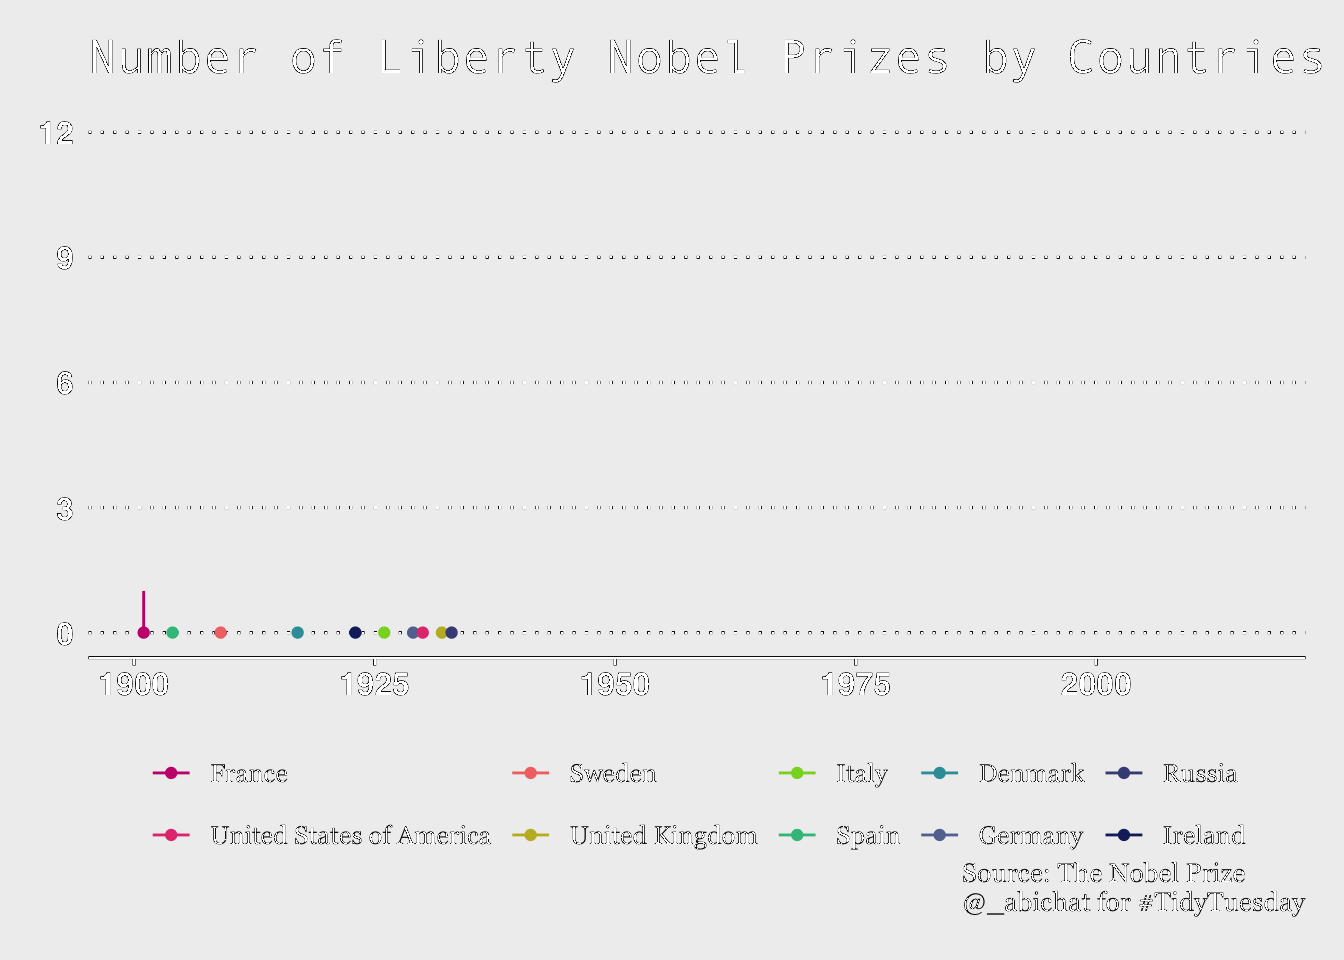 Number of Liberty Nobel Prizes by Countries
12
9
6
3
0
1900 1925 1950 1975 2000
France Sweden Italy Denmark Russia
United States of America United Kingdom Spain Germany Ireland
Source: The Nobel Prize
@_abichat for #TidyTuesday